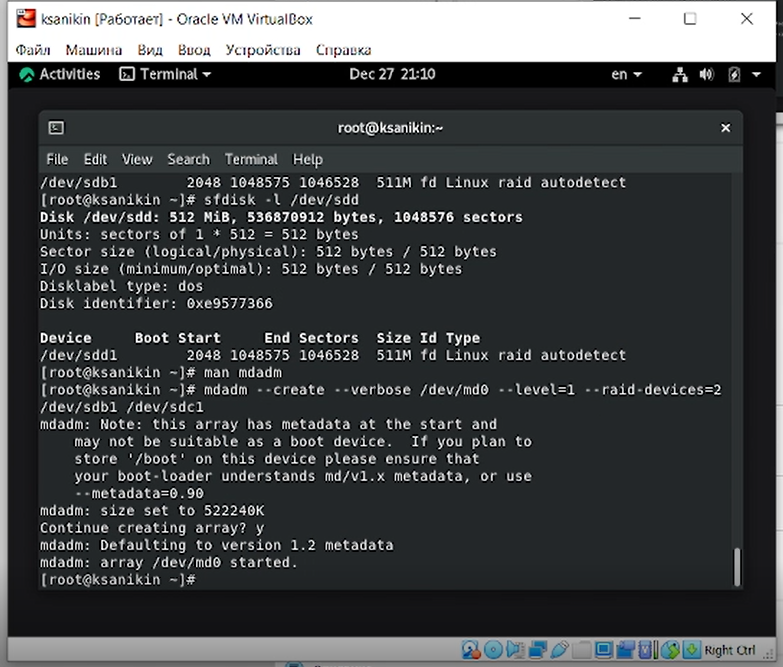 ksanikin [Работает] - Oracle VM VirtualBox
Файл Машина Вид Ввод Устройства Справка
Activities Terminal Dec 27 21:10 en
root@ksanikin:~
File Edit View Search Terminal Help
/dev/sdb1 2048 1048575 1046528 511M fd Linux raid autodetect
[root@ksanikin ~]# sfdisk -l /dev/sdd
Disk /dev/sdd: 512 MiB, 536870912 bytes, 1048576 sectors
Units: sectors of 1 * 512 = 512 bytes
Sector size (logical/physical): 512 bytes / 512 bytes
I/O size (minimum/optimal): 512 bytes / 512 bytes
Disklabel type: dos
Disk identifier: 0xe9577366
Device Boot Start End Sectors Size Id Type
/dev/sdd1 2048 1048575 1046528 511M fd Linux raid autodetect
[root@ksanikin ~]# man mdadm
[root@ksanikin ~]# mdadm --create --verbose /dev/md0 --level=1 --raid-devices=2
/dev/sdb1 /dev/sdc1
mdadm: Note: this array has metadata at the start and
may not be suitable as a boot device. If you plan to
store '/boot' on this device please ensure that
your boot-loader understands md/v1.x metadata, or use
--metadata=0.90
mdadm: size set to 522240K
Continue creating array? y
mdadm: Defaulting to version 1.2 metadata
mdadm: array /dev/md0 started.
[root@ksanikin ~]#
Right Ctrl